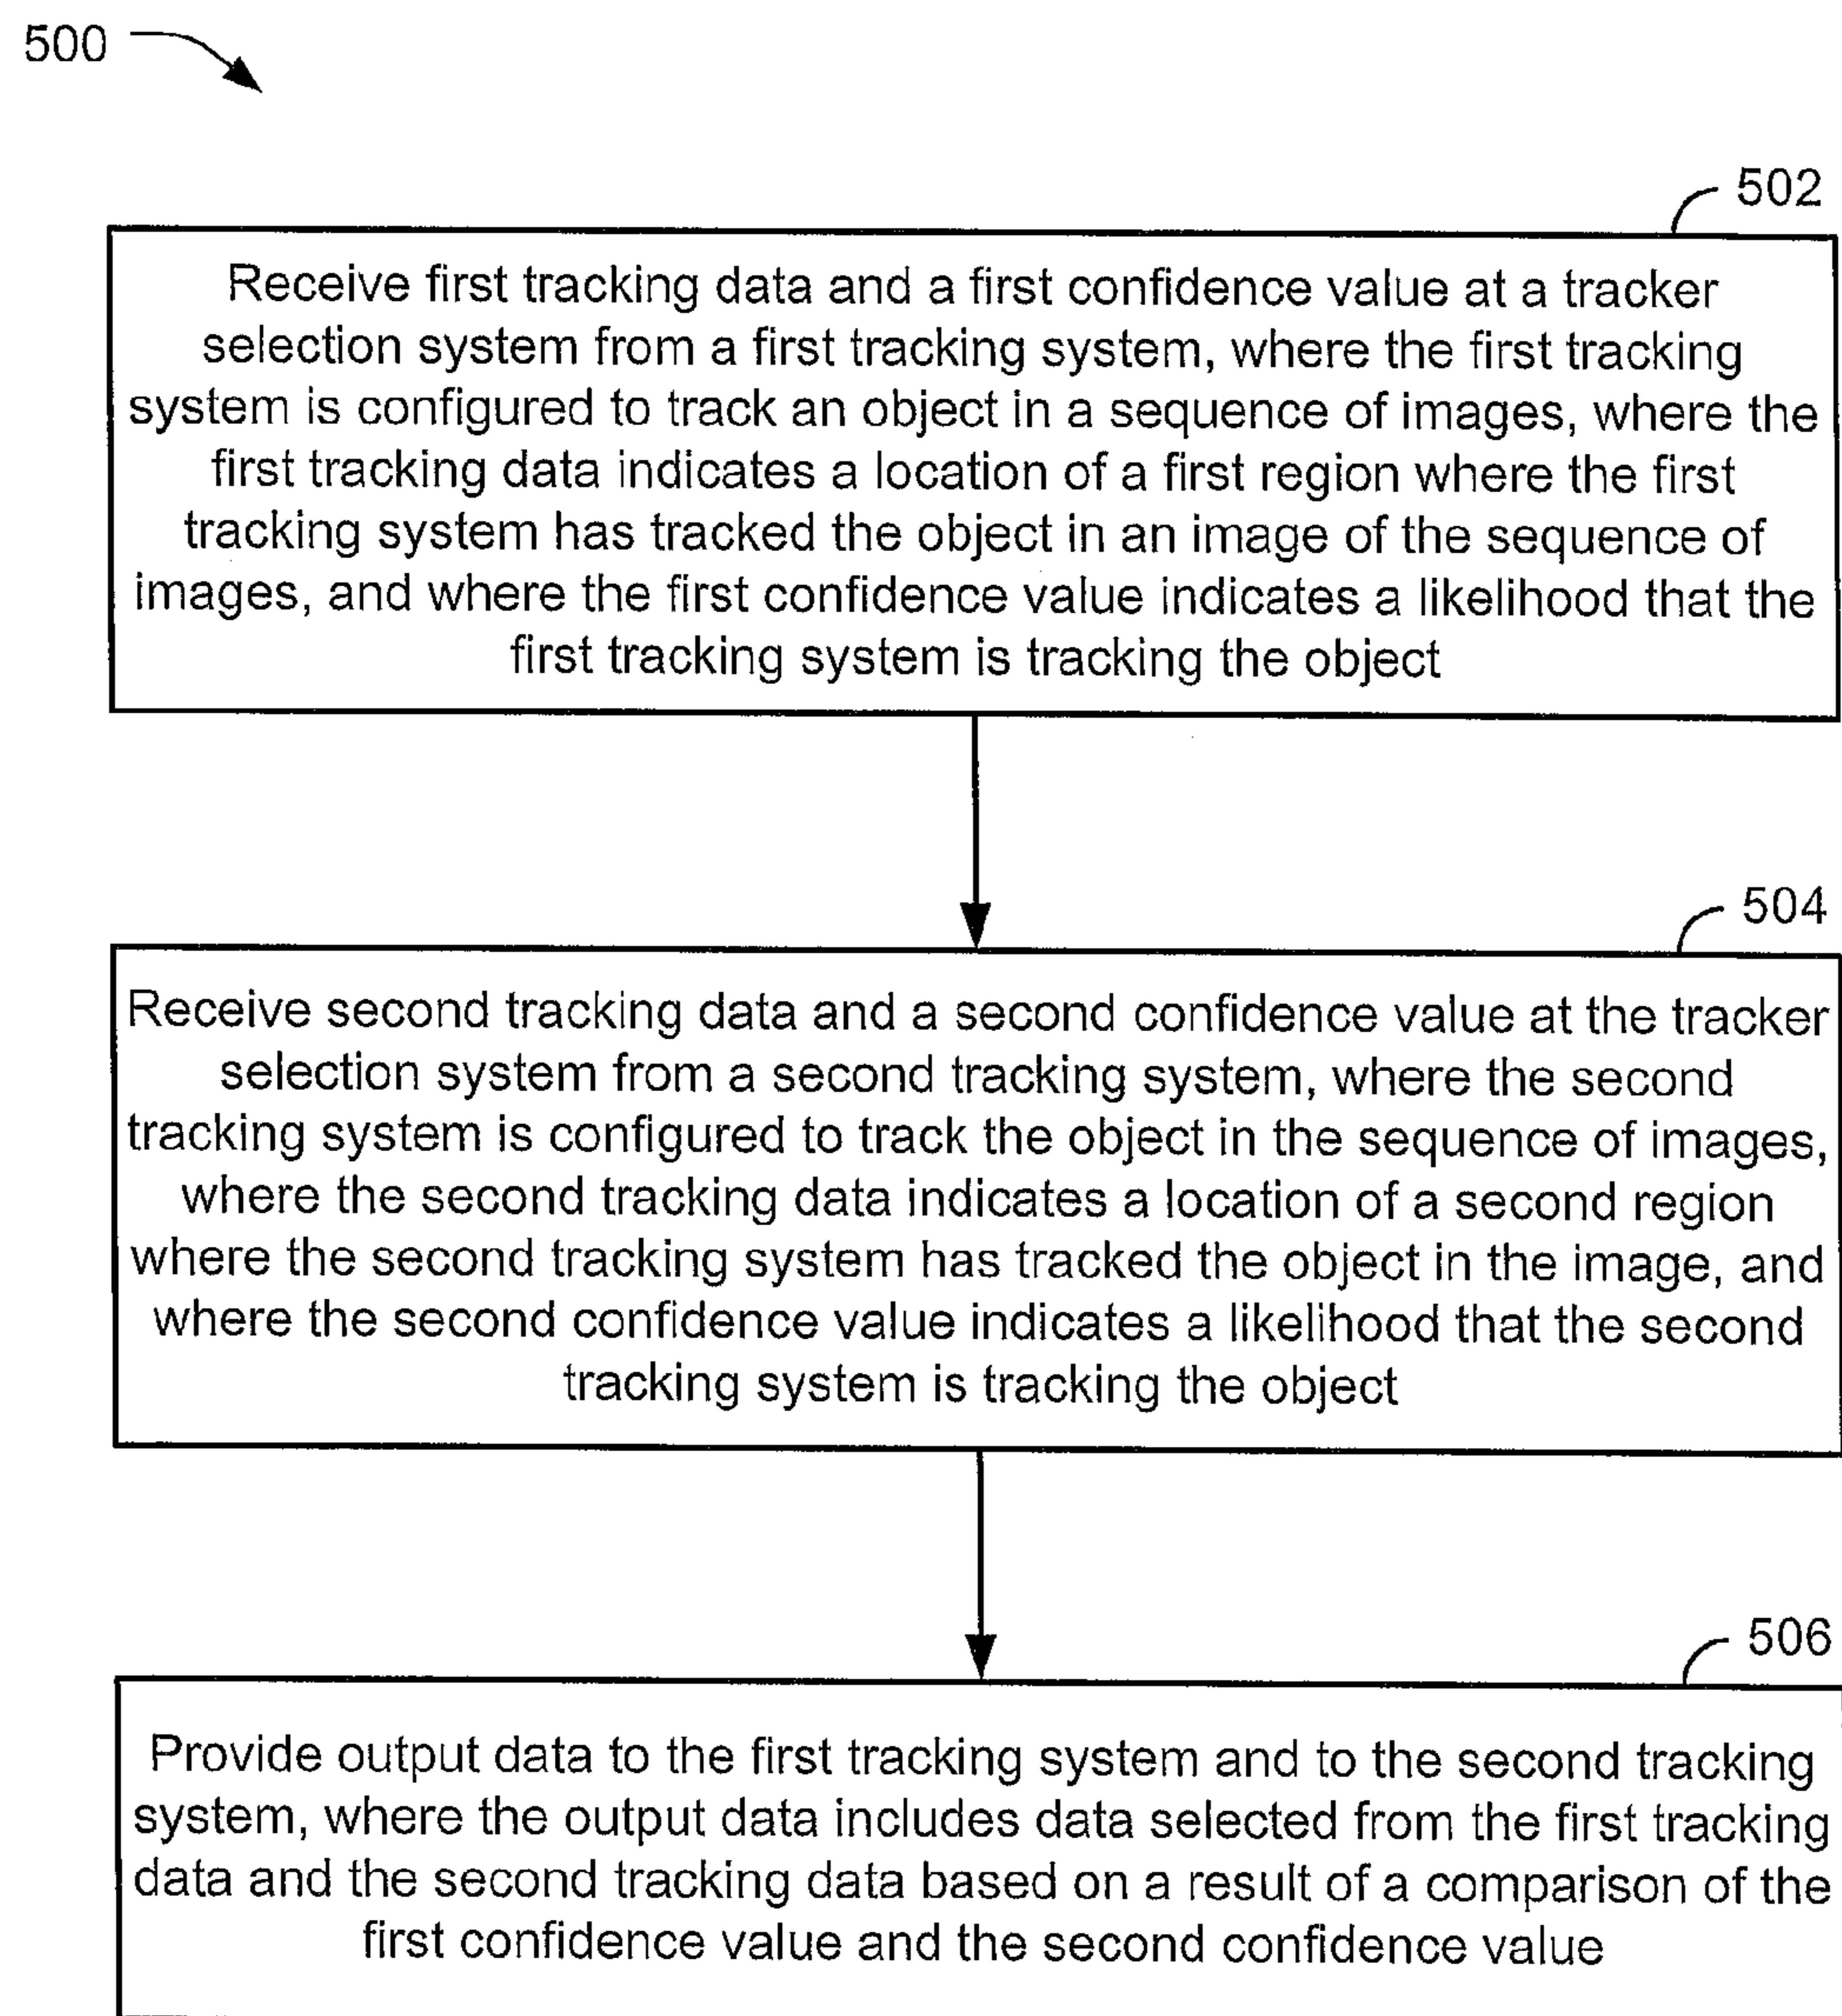 500
502
Receive first tracking data and a first confidence value at a tracker
selection system from a first tracking system, where the first tracking
system is configured to track an object in a sequence of images, where the
first tracking data indicates a location of a first region where the first
tracking system has tracked the object in an image of the sequence of
images, and where the first confidence value indicates a likelihood that the
first tracking system is tracking the object
504
Receive second tracking data and a second confidence value at the tracker
selection system from a second tracking system, where the second
tracking system is configured to track the object in the sequence of images,
where the second tracking data indicates a location of a second region
where the second tracking system has tracked the object in the image, and
where the second confidence value indicates a likelihood that the second
tracking system is tracking the object
506
Provide output data to the first tracking system and to the second tracking
system, where the output data includes data selected from the first tracking
data and the second tracking data based on a result of a comparison of the
first confidence value and the second confidence value